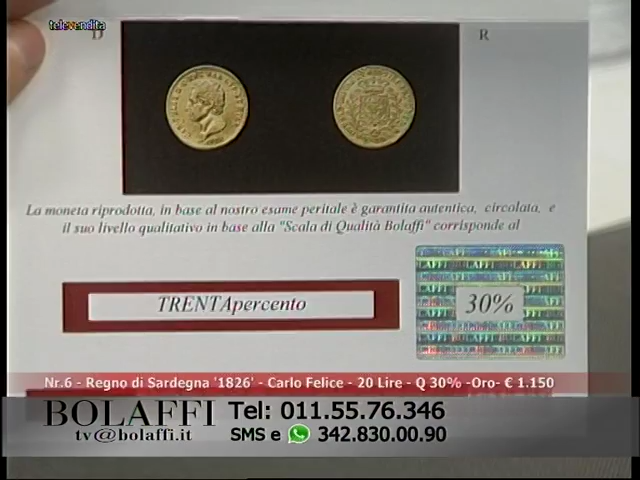 televendita
D
R
La moneta riprodotta, in base al nostro esame peritale è garantita autentica, circolata, e
il suo livello qualitativo in base alla "Scala di Qualità Bolaffi" corrisponde al
TRENTApercento
30%
Nr.6 - Regno di Sardegna '1826' - Carlo Felice - 20 Lire - Q 30% -Oro- € 1.150
BOLAFFI
tv@bolaffi.it
Tel: 011.55.76.346
SMS e 342.830.00.90